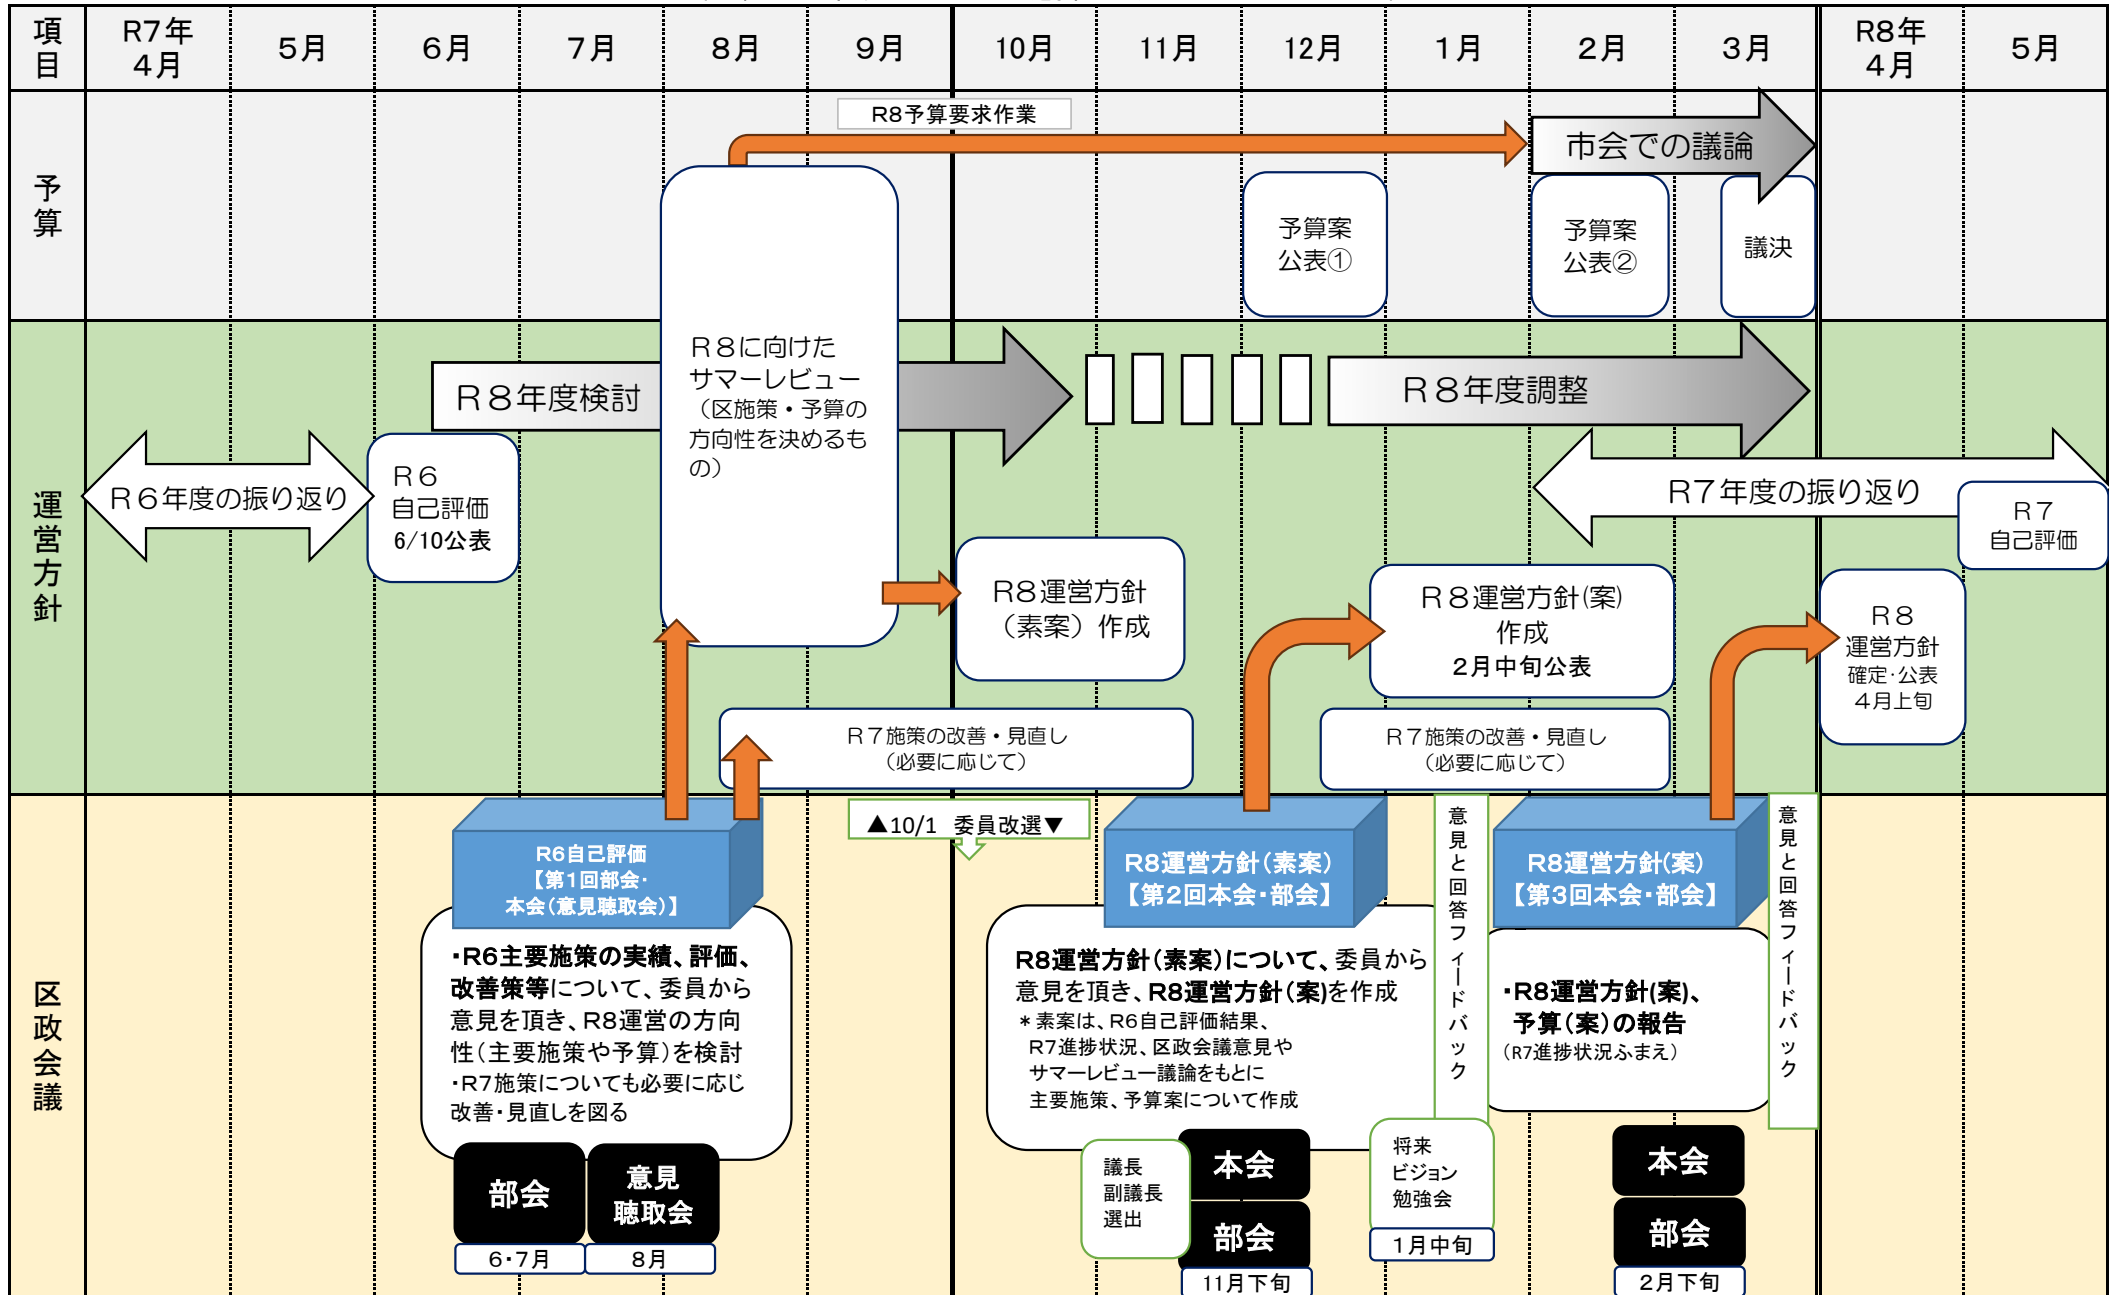 項目
R7年
4月
5月
6月
7月
8月
9月
10月
11月
12月
1月
2月
3月
R8年
4月
5月
予算
R8予算要求作業
市会での議論
予算案
公表①
予算案
公表②
議決
運営方針
R8年度検討
R8に向けた
サマーレビュー
（区施策・予算の
方向性を決めるも
の）
R8年度調整
R6年度の振り返り
R6
自己評価
6/10公表
R7年度の振り返り
R7
自己評価
R8運営方針
（素案）作成
R8運営方針(案)
作成
2月中旬公表
R8
運営方針
確定・公表
4月上旬
R7施策の改善・見直し
（必要に応じて）
R7施策の改善・見直し
（必要に応じて）
区政会議
R6自己評価
【第1回部会・
本会(意見聴取会)】
▲10/1 委員改選▼
R8運営方針（素案）
【第2回本会・部会】
意見と回答フィードバック
R8運営方針(案)
【第3回本会・部会】
意見と回答フィードバック
・R6主要施策の実績、評価、
改善策等について、委員から
意見を頂き、R8運営の方向
性（主要施策や予算）を検討
・R7施策についても必要に応じ
改善・見直しを図る
R8運営方針（素案）について、委員から
意見を頂き、R8運営方針（案)を作成
＊素案は、R6自己評価結果、
R7進捗状況、区政会議意見や
サマーレビュー議論をもとに
主要施策、予算案について作成
・R8運営方針(案)、
予算（案）の報告
（R7進捗状況ふまえ）
部会
6・7月
意見
聴取会
8月
議長
副議長
選出
本会
部会
11月下旬
将来
ビジョン
勉強会
1月中旬
本会
部会
2月下旬